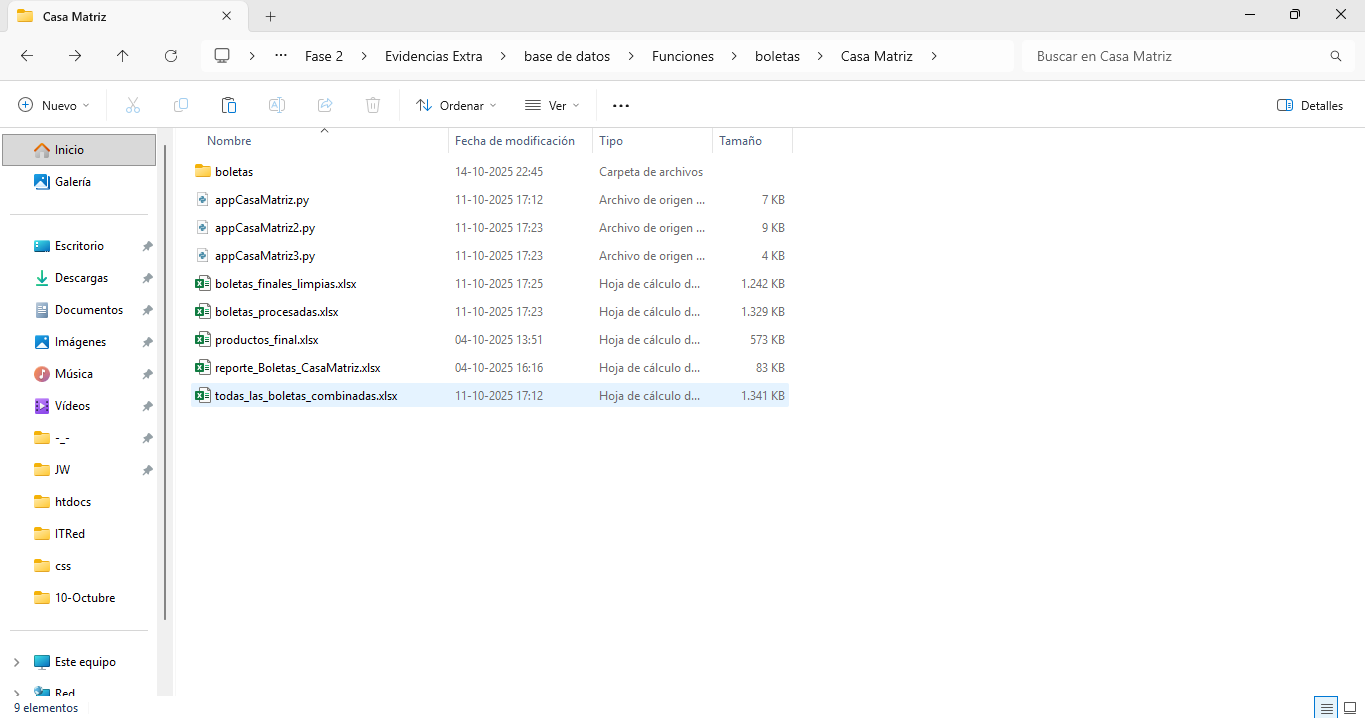 Casa Matriz
Fase 2 Evidencias Extra base de datos Funciones boletas Casa Matriz
Buscar en Casa Matriz
Nuevo
Ordenar
Ver
Detalles
Inicio
Galería
Escritorio
Descargas
Documentos
Imágenes
Música
Vídeos
-_-
JW
htdocs
ITRed
css
10-Octubre
Este equipo
Red
Nombre Fecha de modificación Tipo Tamaño
boletas 14-10-2025 22:45 Carpeta de archivos
appCasaMatriz.py 11-10-2025 17:12 Archivo de origen ... 7 KB
appCasaMatriz2.py 11-10-2025 17:23 Archivo de origen ... 9 KB
appCasaMatriz3.py 11-10-2025 17:23 Archivo de origen ... 4 KB
boletas_finales_limpias.xlsx 11-10-2025 17:25 Hoja de cálculo d... 1.242 KB
boletas_procesadas.xlsx 11-10-2025 17:23 Hoja de cálculo d... 1.329 KB
productos_final.xlsx 04-10-2025 13:51 Hoja de cálculo d... 573 KB
reporte_Boletas_CasaMatriz.xlsx 04-10-2025 16:16 Hoja de cálculo d... 83 KB
todas_las_boletas_combinadas.xlsx 11-10-2025 17:12 Hoja de cálculo d... 1.341 KB
9 elementos